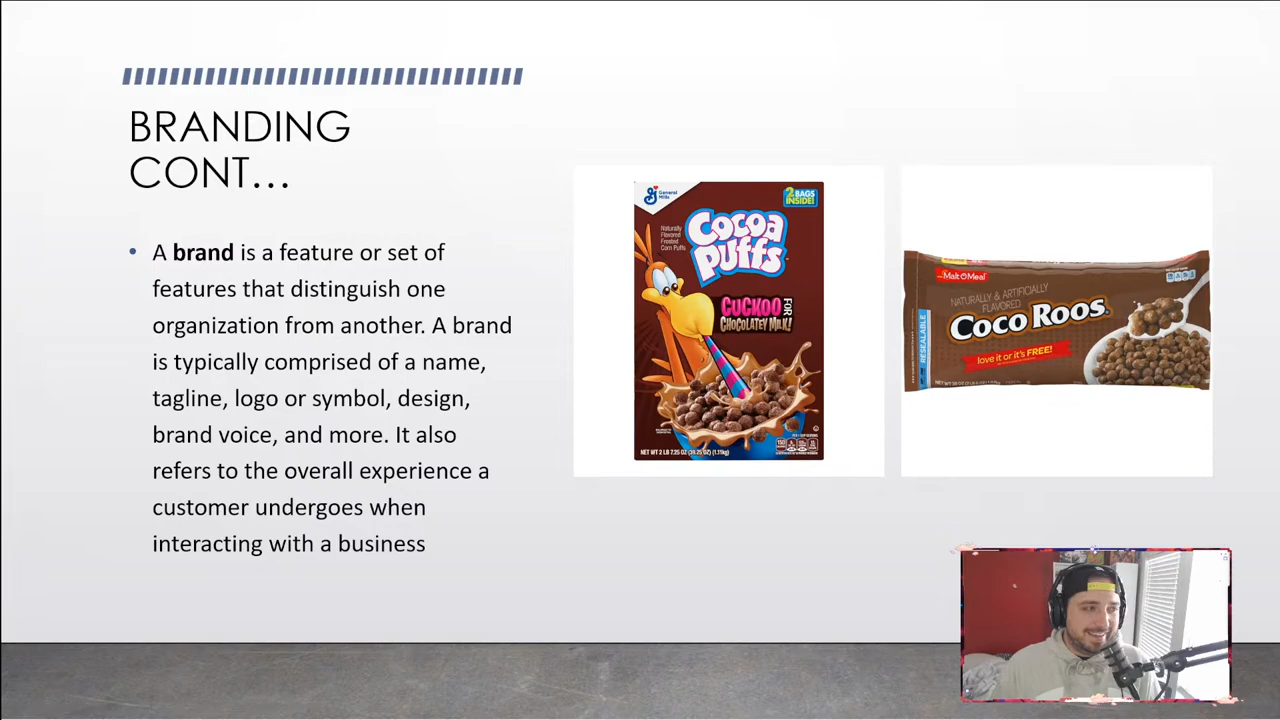 BRANDING
CONT...
• A brand is a feature or set of
features that distinguish one
organization from another. A brand
is typically comprised of a name,
tagline, logo or symbol, design,
brand voice, and more. It also
refers to the overall experience a
customer undergoes when
interacting with a business
General
Mills
2 BAGS
INSIDE!
Naturally
Flavored
Frosted
Corn Puffs
Cocoa
Puffs
CUCKOO FOR
CHOCOLATEY MILK!
NET WT 2 LB 7.25 OZ (39.25 OZ) (1.11kg)
Malt-O-Meal
NATURALLY & ARTIFICIALLY
FLAVORED
Coco Roos
RESEALABLE
love it or it's FREE!